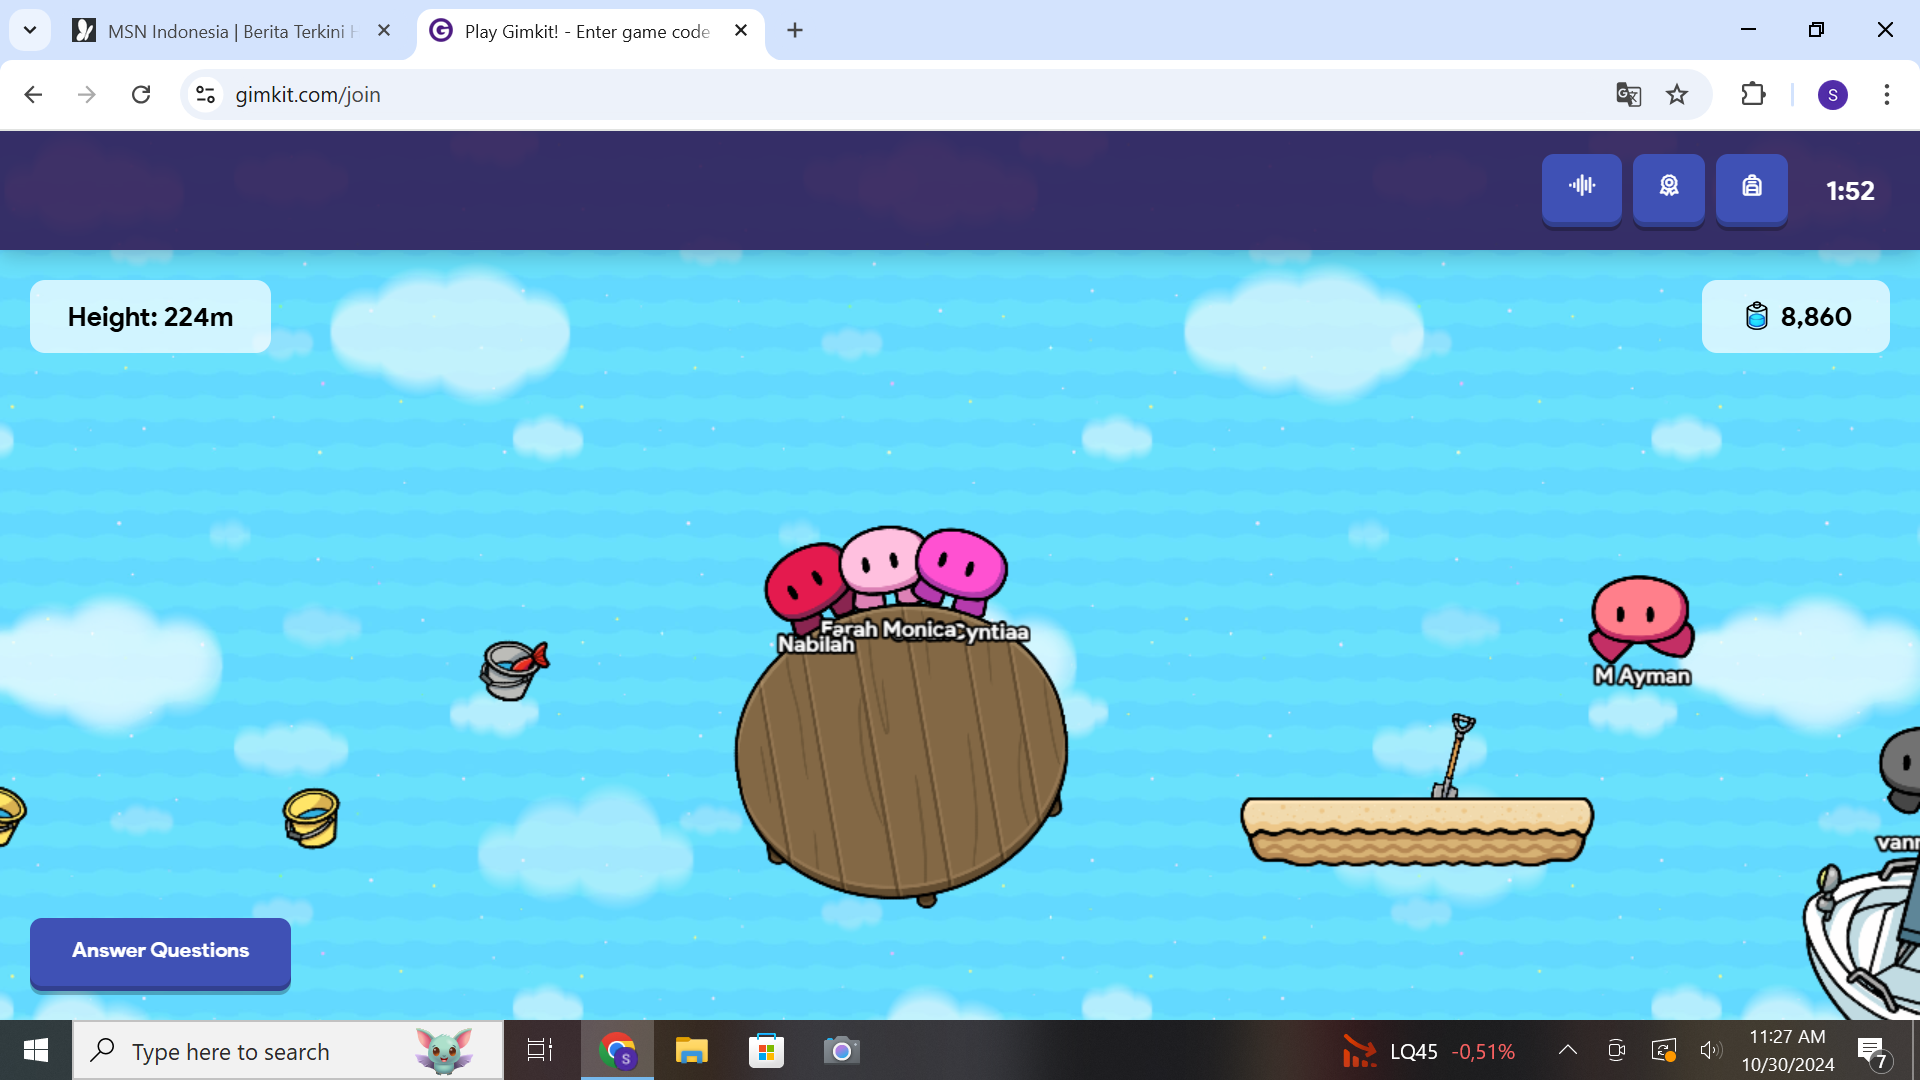 MSN Indonesia | Berita Terkini H
Play Gimkit! - Enter game code
gimkit.com/join
S
1:52
Height: 224m
8,860
Farah Monica
Nabilah
M Ayman
Answer Questions
Type here to search
S
LQ45 -0,51%
11:27 AM
10/30/2024
7